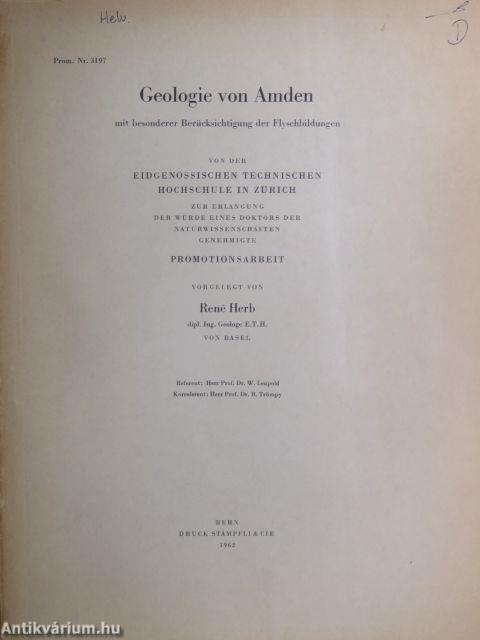 Helv.
D
Prom. Nr. 3197
Geologie von Amden
mit besonderer Berücksichtigung der Flyschbildungen
VON DER
EIDGENÖSSISCHEN TECHNISCHEN
HOCHSCHULE IN ZÜRICH
ZUR ERLANGUNG
DER WÜRDE EINES DOKTORS DER
NATURWISSENSCHAFTEN
GENEHMIGTE
PROMOTIONSARBEIT
VORGELEGT VON
René Herb
dipl. Ing. Geologe E.T.H.
VON BASEL
Referent: Herr Prof. Dr. W. Leupold
Korreferent: Herr Prof. Dr. R. Trümpy
BERN
DRUCK STÄMPFLI & CIE
1962
Antikvárium.hu